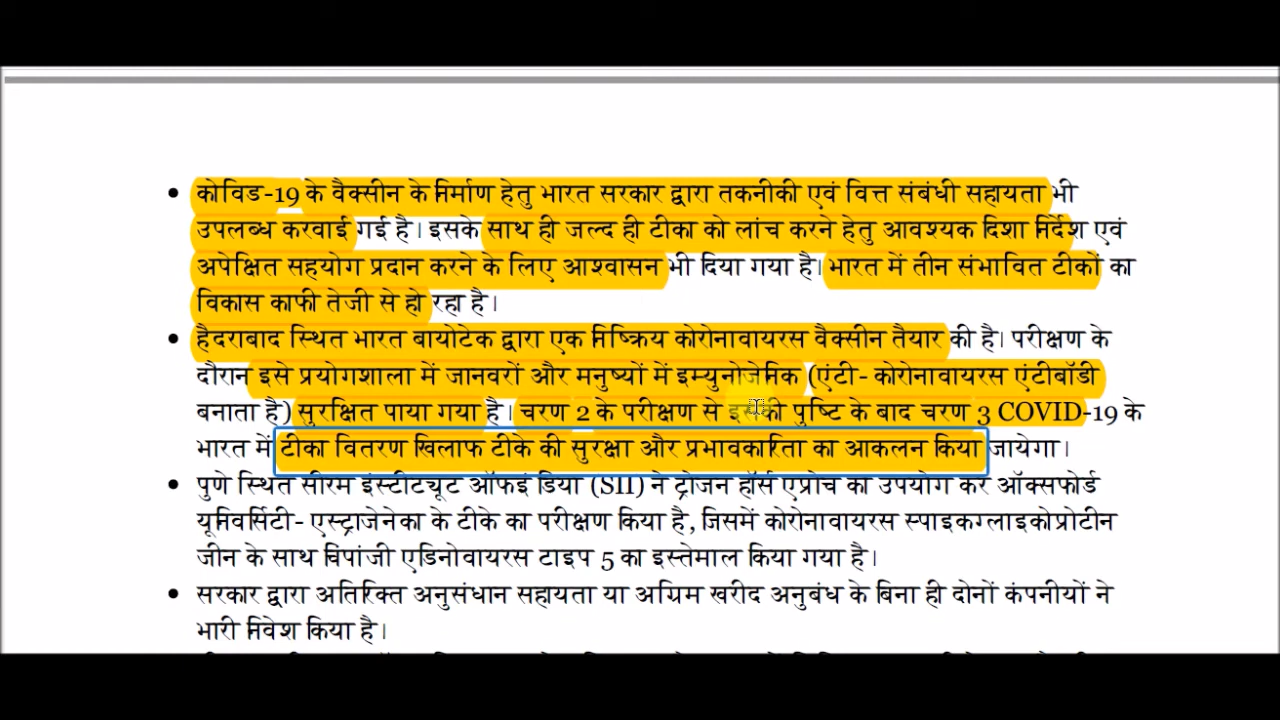 • कोविड-19 के वैक्सीन के निर्माण हेतु भारत सरकार द्वारा तकनीकी एवं वित्त संबंधी सहायता भी
उपलब्ध करवाई गई है। इसके साथ ही जल्द ही टीका को लांच करने हेतु आवश्यक दिशा निर्देश एवं
अपेक्षित सहयोग प्रदान करने के लिए आश्वासन भी दिया गया है। भारत में तीन संभावित टीकों का
विकास काफी तेजी से हो रहा है।
• हैदराबाद स्थित भारत बायोटेक द्वारा एक निष्क्रिय कोरोनावायरस वैक्सीन तैयार की है। परीक्षण के
दौरान इसे प्रयोगशाला में जानवरों और मनुष्यों में इम्युनोजेनिक (एंटी- कोरोनावायरस एंटीबॉडी
बनाता है) सुरक्षित पाया गया है। चरण 2 के परीक्षण से इसकी पुष्टि के बाद चरण 3 COVID-19 के
भारत में टीका वितरण खिलाफ टीके की सुरक्षा और प्रभावकारिता का आकलन किया जायेगा।
• पुणे स्थित सीरम इंस्टीट्यूट ऑफइं डिया (SII) ने ट्रोजन हॉर्स एप्रोच का उपयोग कर ऑक्सफोर्ड
यूनिवर्सिटी- एस्ट्राजेनेका के टीके का परीक्षण किया है, जिसमें कोरोनावायरस स्पाइकग्लाइकोप्रोटीन
जीन के साथ चिंपांजी एडिनोवायरस टाइप 5 का इस्तेमाल किया गया है।
• सरकार द्वारा अतिरिक्त अनुसंधान सहायता या अग्रिम खरीद अनुबंध के बिना ही दोनों कंपनीयों ने
भारी निवेश किया है।